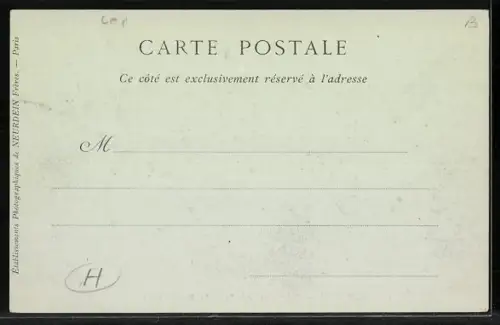 CARTE POSTALE
Ce côté est exclusivement réservé à l'adresse
M
H
B
Etablissements Photographiques de NEURDEIN Frères. — Paris